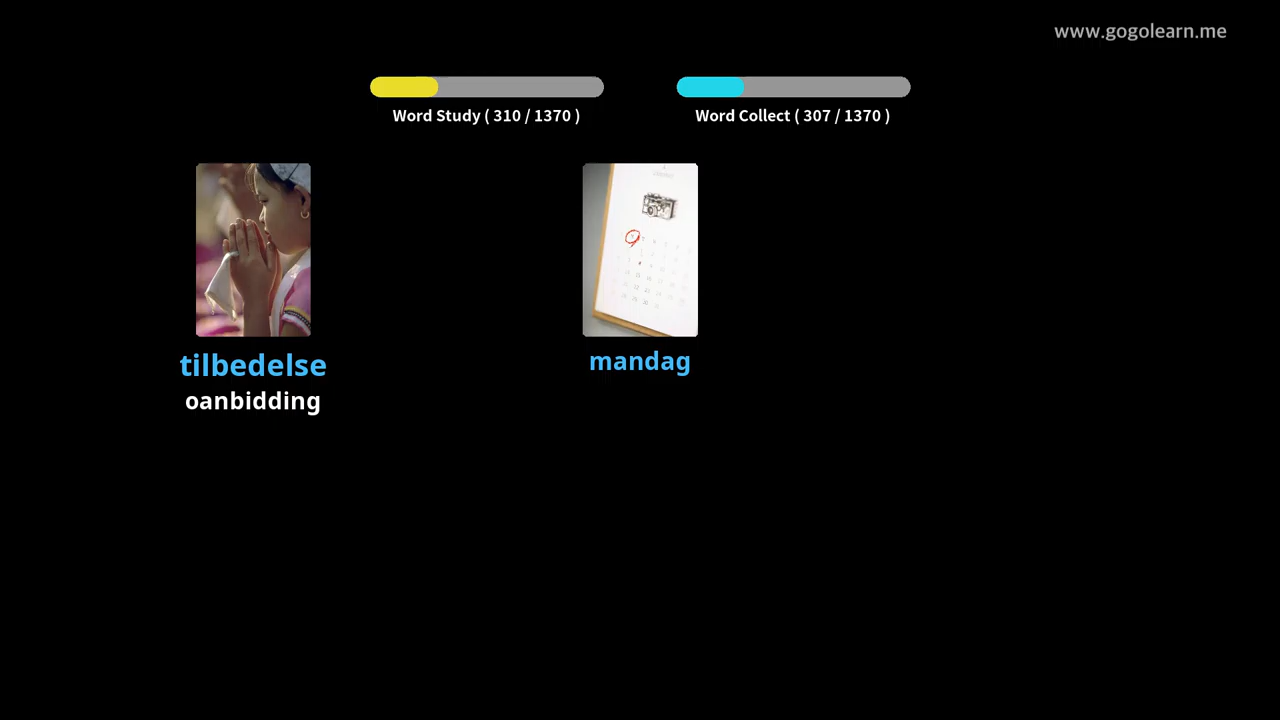 www.gogolearn.me
Word Study ( 310 / 1370 )
Word Collect ( 307 / 1370 )
tilbedelse
oanbidding
mandag